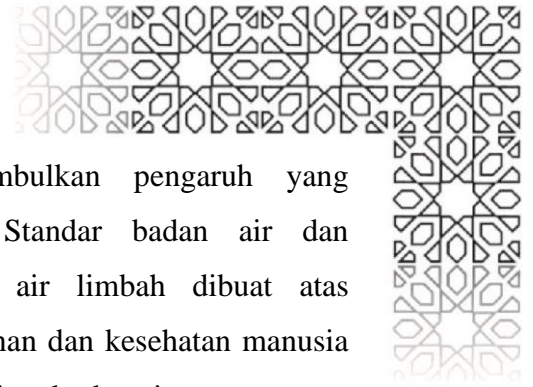 mbulkan pengaruh yang
Standar badan air dan
air limbah dibuat atas
nan dan kesehatan manusia